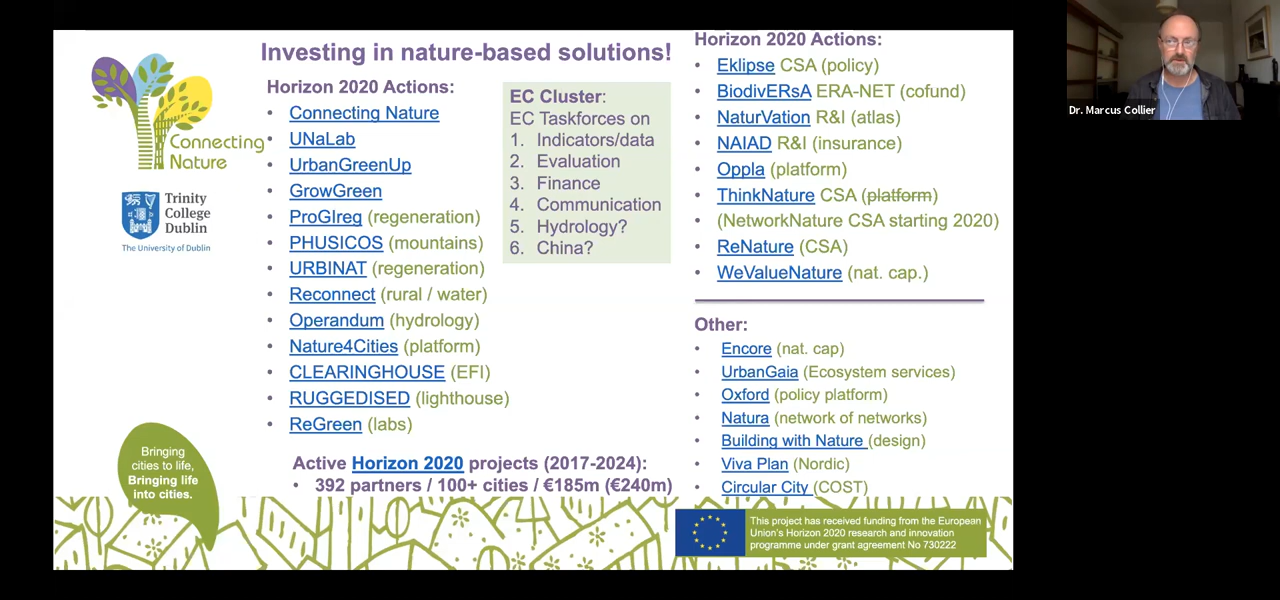 Investing in nature-based solutions!
Connecting
Nature
Trinity
College
Dublin
The University of Dublin
Bringing
cities to life,
Bringing life
into cities.
Horizon 2020 Actions:
• Connecting Nature
• UNaLab
• UrbanGreenUp
• GrowGreen
• ProGIreg (regeneration)
• PHUSICOS (mountains)
• URBINAT (regeneration)
• Reconnect (rural / water)
• Operandum (hydrology)
• Nature4Cities (platform)
• CLEARINGHOUSE (EFI)
• RUGGEDISED (lighthouse)
• ReGreen (labs)
Active Horizon 2020 projects (2017-2024):
• 392 partners / 100+ cities / €185m (€240m)
EC Cluster:
EC Taskforces on
1. Indicators/data
2. Evaluation
3. Finance
4. Communication
5. Hydrology?
6. China?
Horizon 2020 Actions:
• Eklipse CSA (policy)
• BiodivERsA ERA-NET (cofund)
• NaturVation R&I (atlas)
• NAIAD R&I (insurance)
• Oppla (platform)
• ThinkNature CSA (platform)
• (NetworkNature CSA starting 2020)
• ReNature (CSA)
• WeValueNature (nat. cap.)
Other:
• Encore (nat. cap)
• UrbanGaia (Ecosystem services)
• Oxford (policy platform)
• Natura (network of networks)
• Building with Nature (design)
• Viva Plan (Nordic)
• Circular City (COST)
This project has received funding from the European
Union's Horizon 2020 research and innovation
programme under grant agreement No 730222
Dr. Marcus Collier